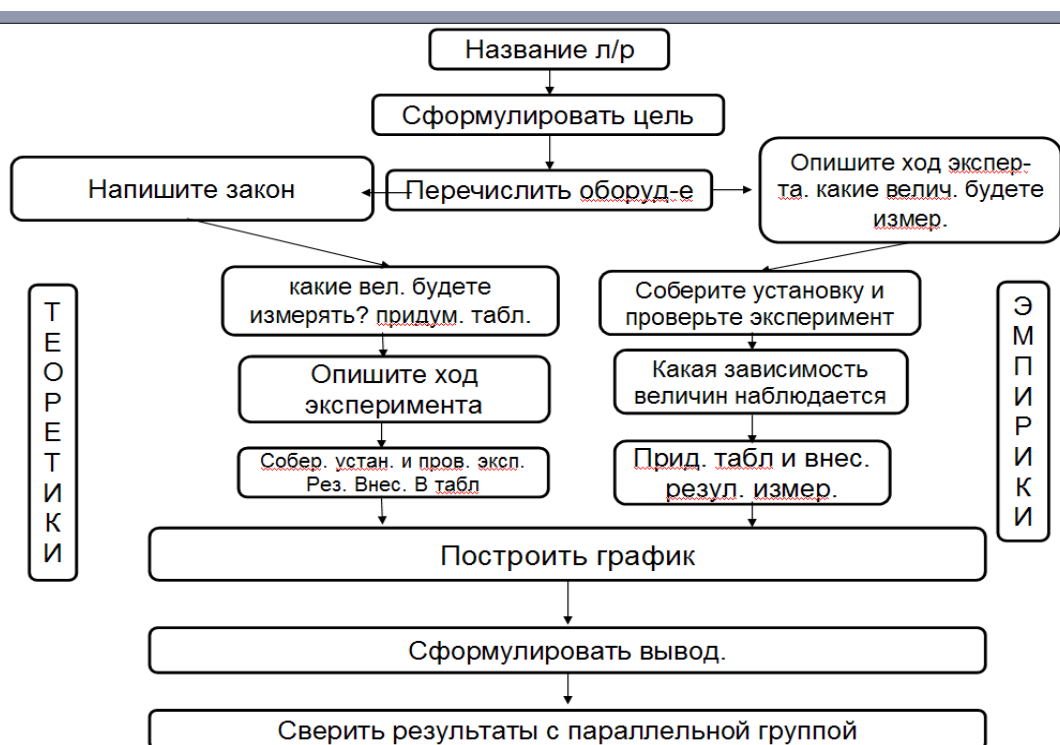 Название л/р
Сформулировать цель
Перечислить оборуд-е
Напишите закон
Опишите ход экспер-
та. какие велич. будете
измер.
ТЕОРЕТИКИ
какие вел. будете
измерять? придум. табл.
Опишите ход
эксперимента
Собер. устан. и пров. эксп.
Рез. Внес. В табл
Соберите установку и
проверьте эксперимент
Какая зависимость
величин наблюдается
Прид. табл и внес.
резул. измер.
ЭМПИРИКИ
Построить график
Сформулировать вывод.
Сверить результаты с параллельной группой